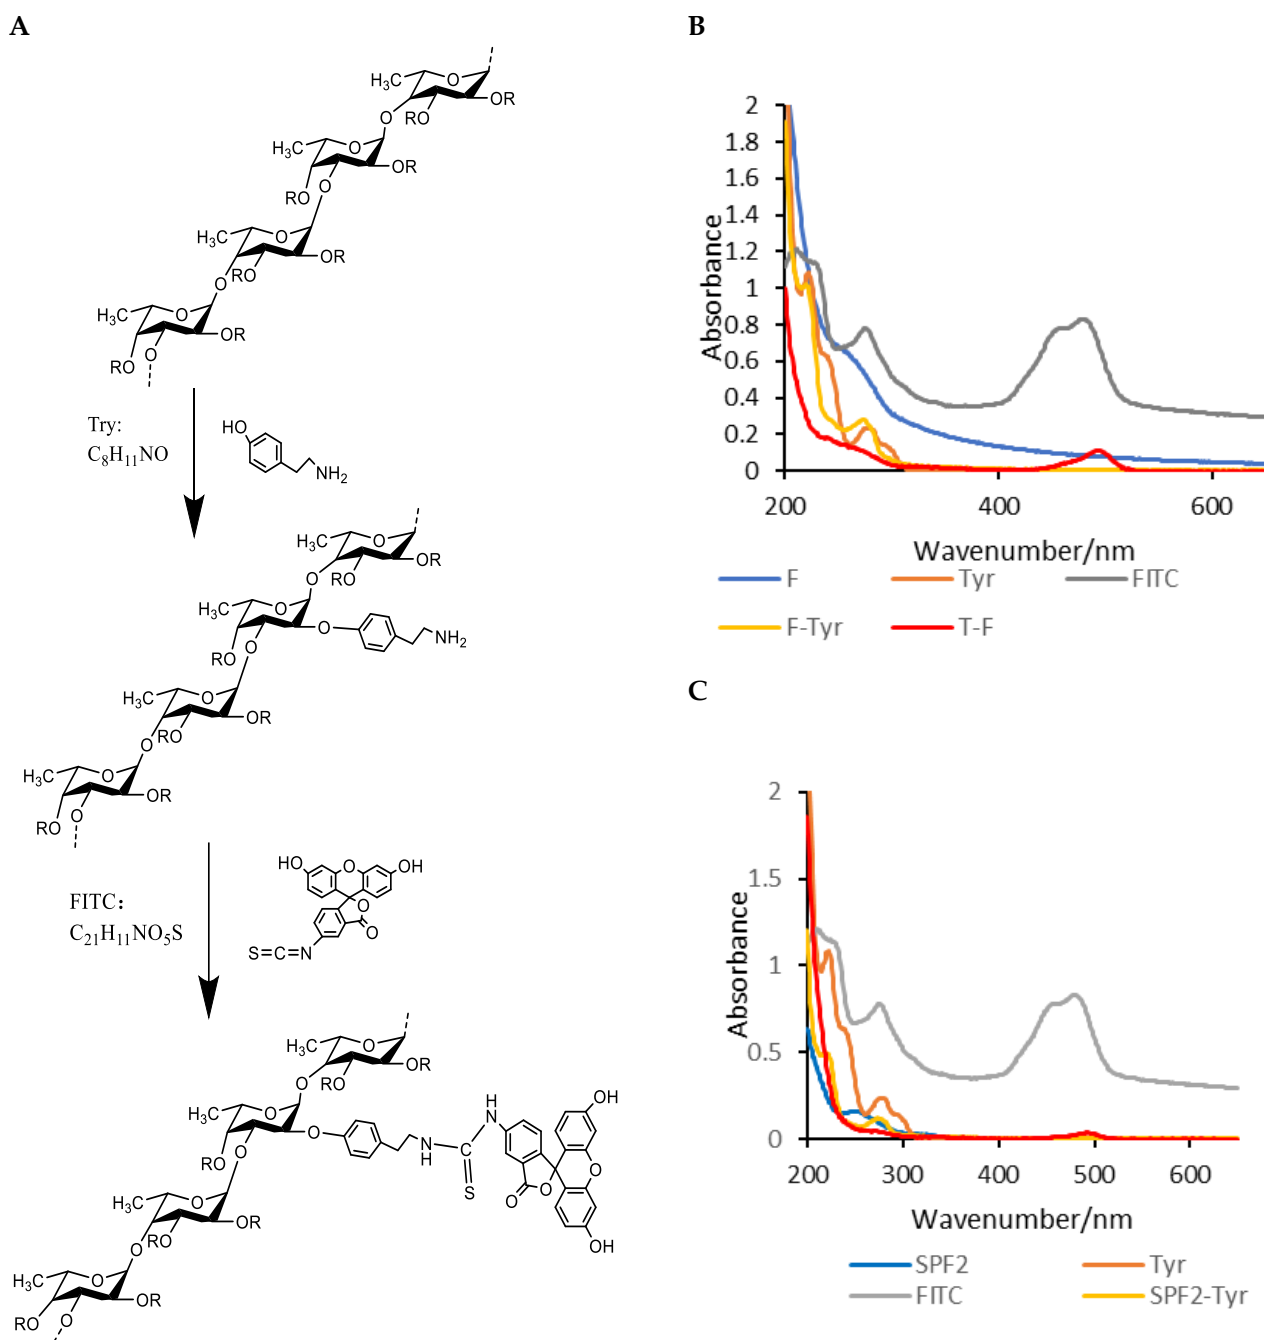 A
H₃C
O
OR
RO
O
H₃C
O
OR
RO
O
H₃C
O
OR
RO
O
H₃C
O
OR
RO
O
Try:
C₈H₁₁NO
HO
NH₂
H₃C
O
OR
RO
O
H₃C
O
O
NH₂
RO
O
H₃C
O
OR
RO
O
H₃C
O
OR
RO
O
FITC:
C₂₁H₁₁NO₅S
HO
O
OH
O
O
S=C=N
H₃C
O
OR
RO
O
H₃C
O
O
N
H
S
H
N
O
O
OH
O
OH
RO
O
H₃C
O
OR
RO
O
H₃C
O
OR
RO
O
B
Absorbance
2
1.8
1.6
1.4
1.2
1
0.8
0.6
0.4
0.2
0
200 400 600
Wavenumber/nm
F Tyr FITC
F-Tyr T-F
C
Absorbance
2
1.5
1
0.5
0
200 300 400 500 600
Wavenumber/nm
SPF2 Tyr
FITC SPF2-Tyr